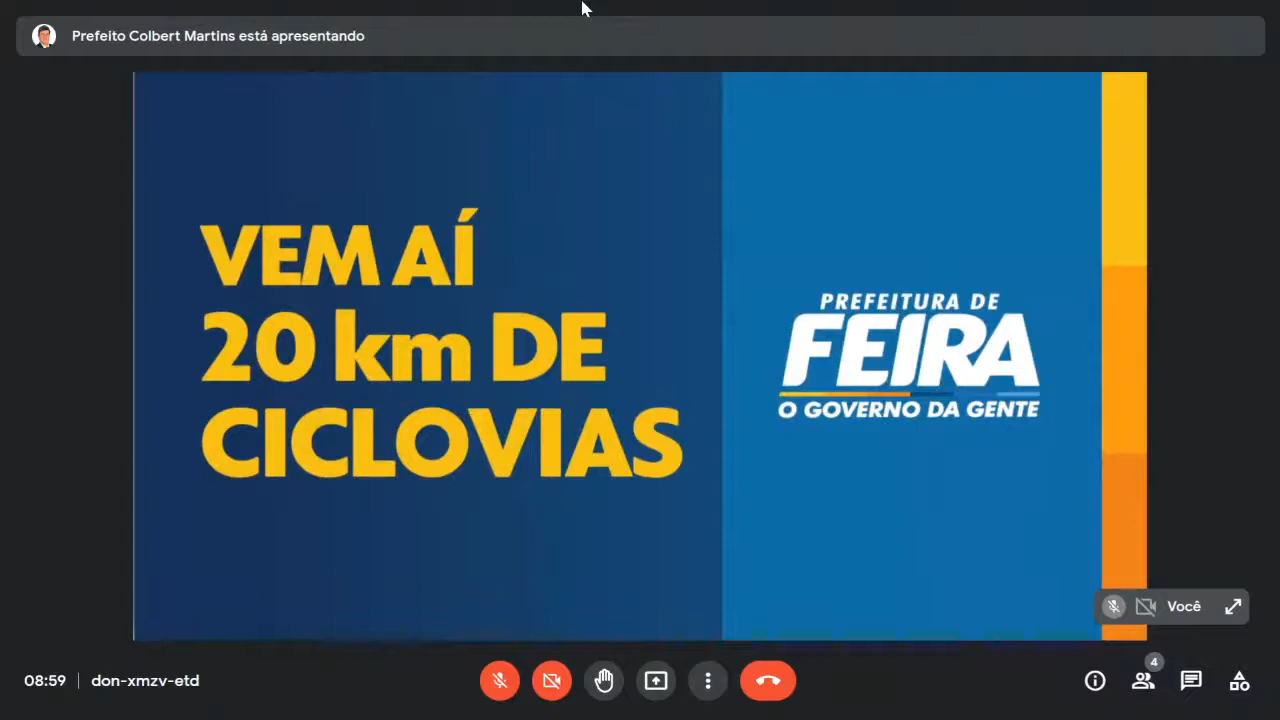 Prefeito Colbert Martins está apresentando
VEM AÍ
20 km DE
CICLOVIAS
PREFEITURA DE
FEIRA
O GOVERNO DA GENTE
Você
08:59
don-xmzv-etd
4